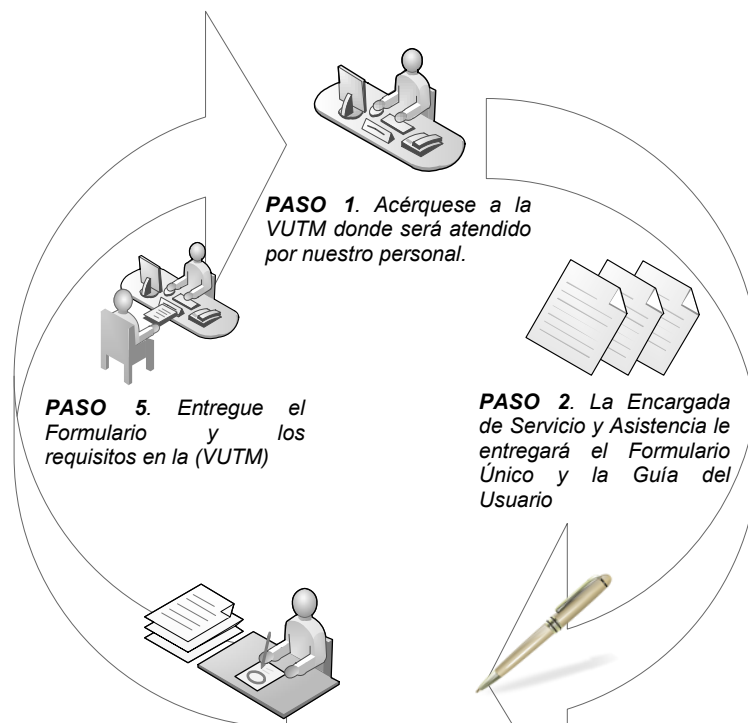 PASO 1. Acérquese a la
VUTM donde será atendido
por nuestro personal.
PASO 2. La Encargada
de Servicio y Asistencia le
entregará el Formulario
Único y la Guía del
Usuario
PASO 5. Entregue el
Formulario y los
requisitos en la (VUTM)